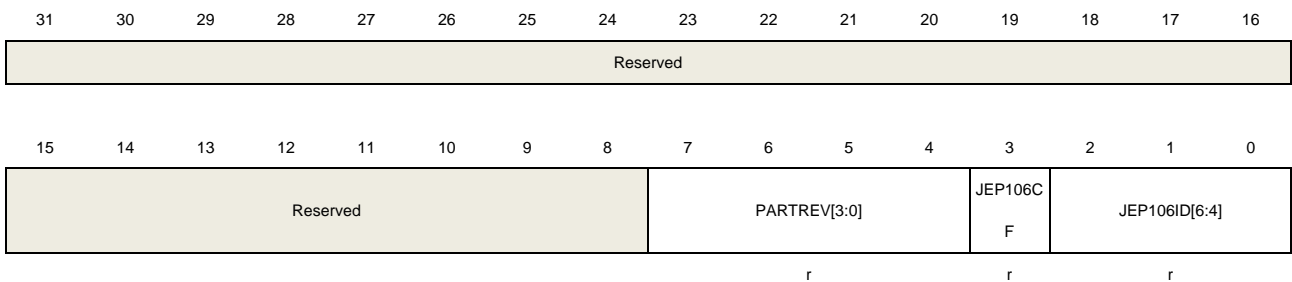 31 30 29 28 27 26 25 24 23 22 21 20 19 18 17 16
Reserved
15 14 13 12 11 10 9 8 7 6 5 4 3 2 1 0
Reserved PARTREV[3:0] JEP106C F JEP106ID[6:4]
r r r